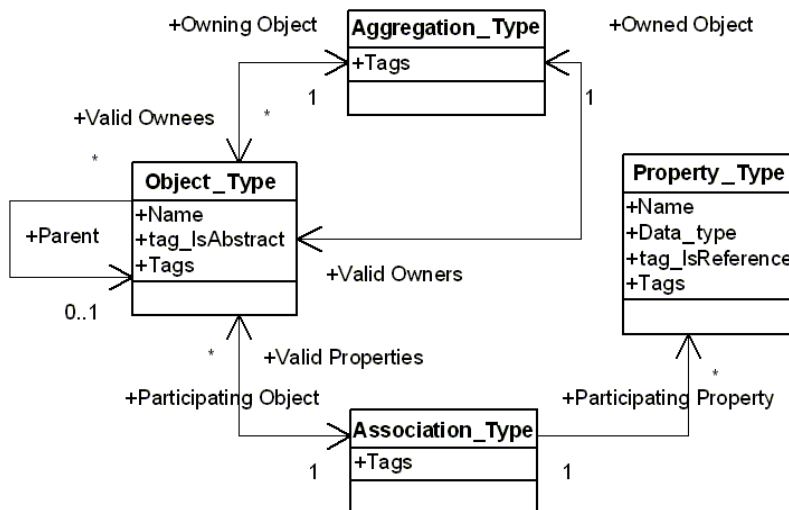 +Owning Object
Aggregation_Type
+Owned Object
+Tags
1
1
+Valid Ownees
*
*
Object_Type
Property_Type
+Name
+tag_IsAbstract
+Tags
+Parent
+Name
+Data_type
+tag_IsReference
+Tags
+Valid Owners
0..1
*
+Valid Properties
*
+Participating Object
+Participating Property
Association_Type
+Tags
1
1